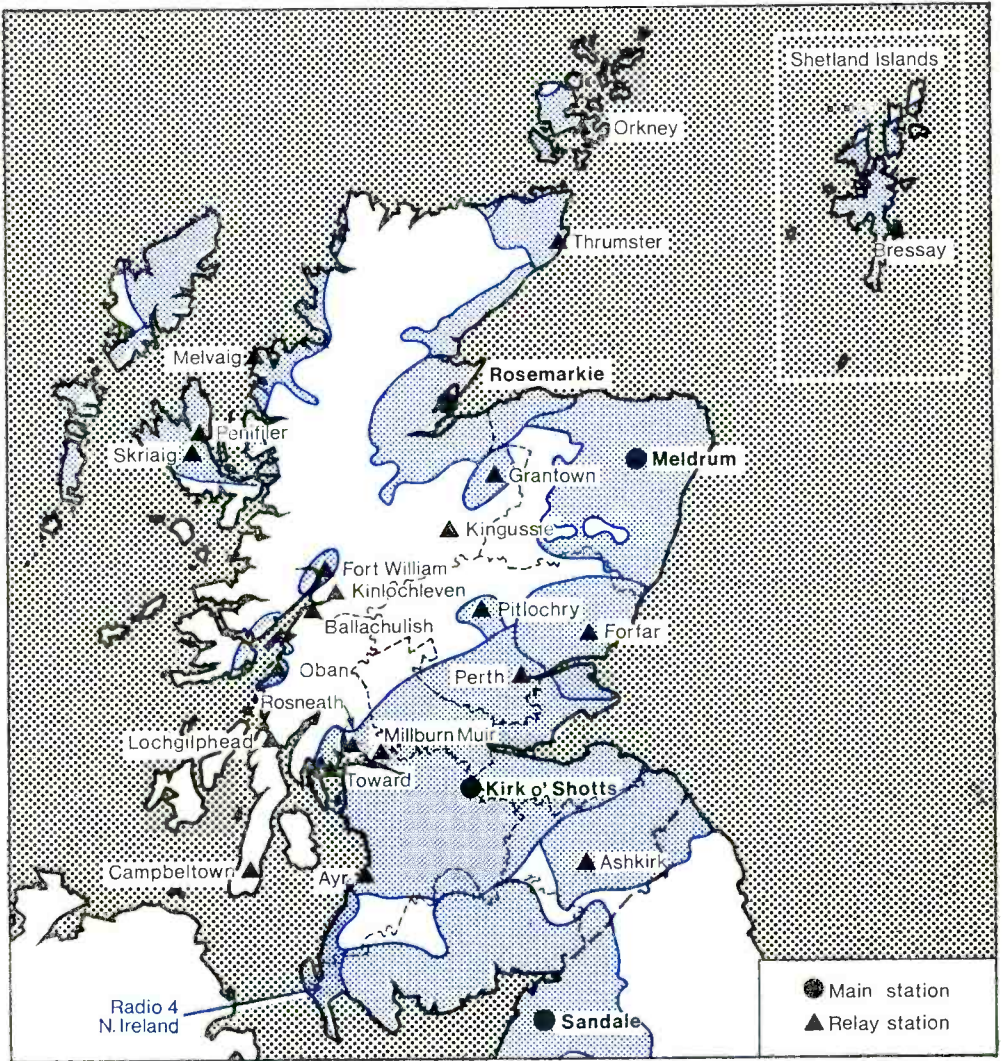 Shetland Islands
Orkney
Thrumster
Bressay
Melvaig
Rosemarkie
Penifiler
Skriaig
Meldrum
Grantown
Kingussie
Fort William
Kinlochleven
Ballachulish
Pitlochry
Forfar
Oban
Perth
Rosneath
Lochgilphead
Millburn Muir
Toward
Kirk o' Shotts
Campbeltown
Ayr
Ashkirk
Radio 4
N. Ireland
Sandale
Main station
Relay station